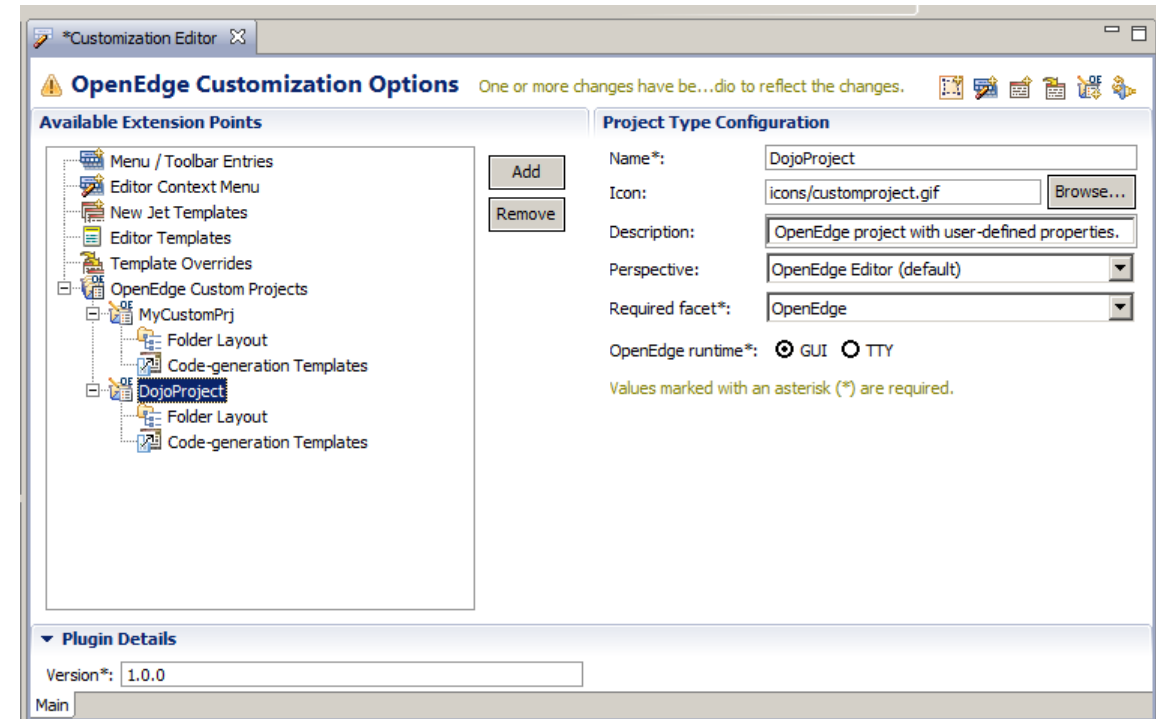 *Customization Editor
OpenEdge Customization Options One or more changes have be...dio to reflect the changes.
Available Extension Points
Menu / Toolbar Entries
Editor Context Menu
New Jet Templates
Editor Templates
Template Overrides
OpenEdge Custom Projects
MyCustomPrj
Folder Layout
Code-generation Templates
DojoProject
Folder Layout
Code-generation Templates
Add
Remove
Project Type Configuration
Name*: DojoProject
Icon: icons/customproject.gif Browse...
Description: OpenEdge project with user-defined properties.
Perspective: OpenEdge Editor (default)
Required facet*: OpenEdge
OpenEdge runtime*: GUI TTY
Values marked with an asterisk (*) are required.
Plugin Details
Version*: 1.0.0
Main